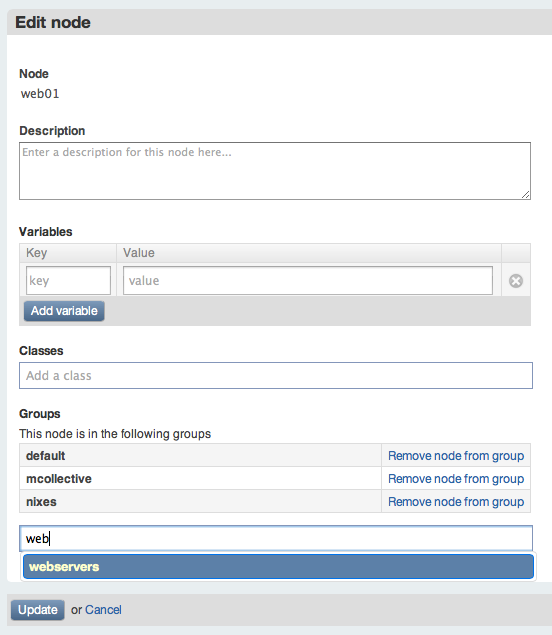 Edit node
Node
web01
Description
Enter a description for this node here...
Variables
Key Value
key value
Add variable
Classes
Add a class
Groups
This node is in the following groups
default Remove node from group
mcollective Remove node from group
nixes Remove node from group
web
webservers
Update or Cancel